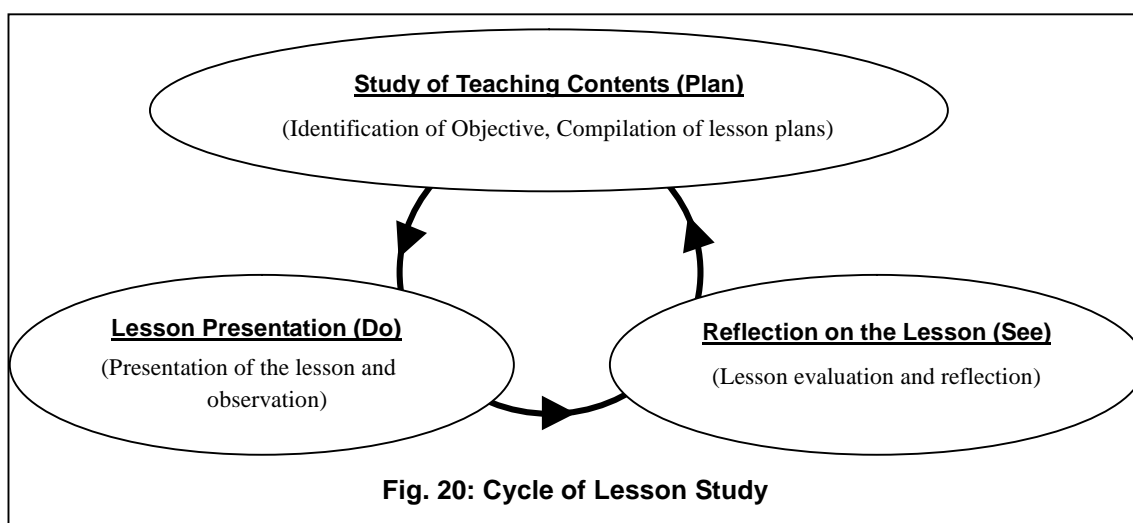 Study of Teaching Contents (Plan)
(Identification of Objective, Compilation of lesson plans)
Lesson Presentation (Do)
(Presentation of the lesson and
observation)
Reflection on the Lesson (See)
(Lesson evaluation and reflection)
Fig. 20: Cycle of Lesson Study